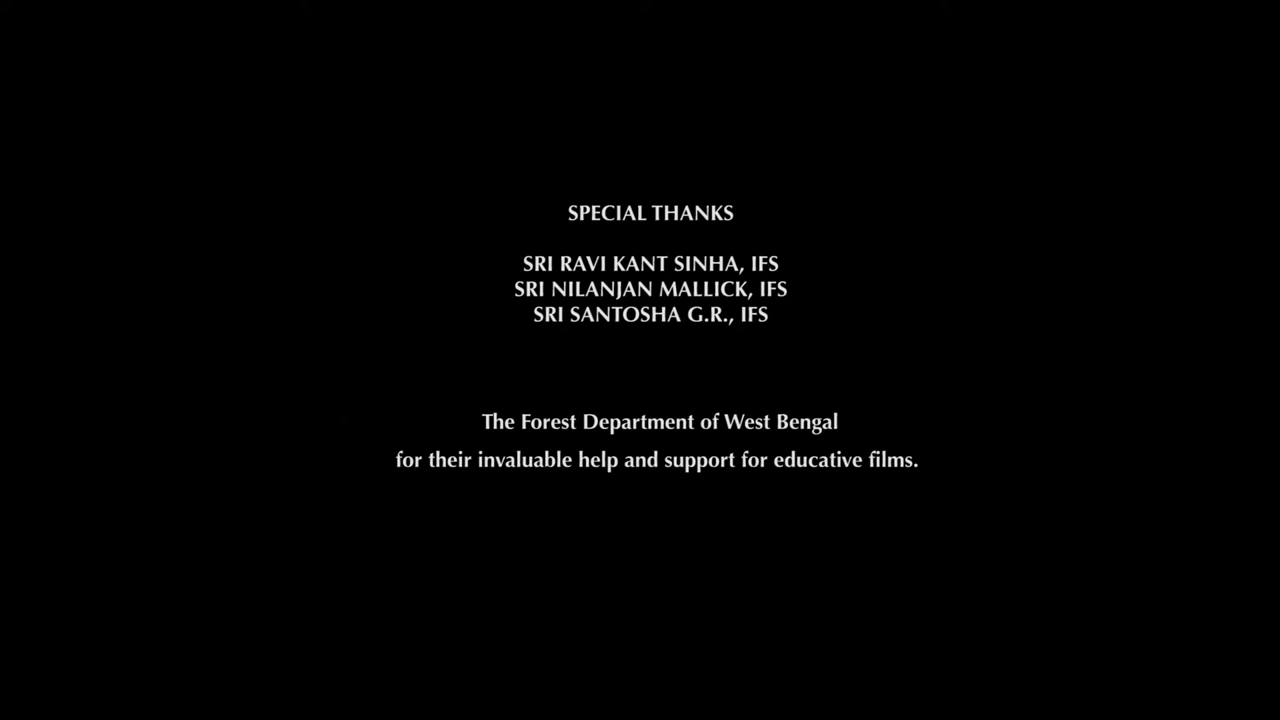 SPECIAL THANKS
SRI RAVI KANT SINHA, IFS
SRI NILANJAN MALLICK, IFS
SRI SANTOSHA G.R., IFS
The Forest Department of West Bengal
for their invaluable help and support for educative films.